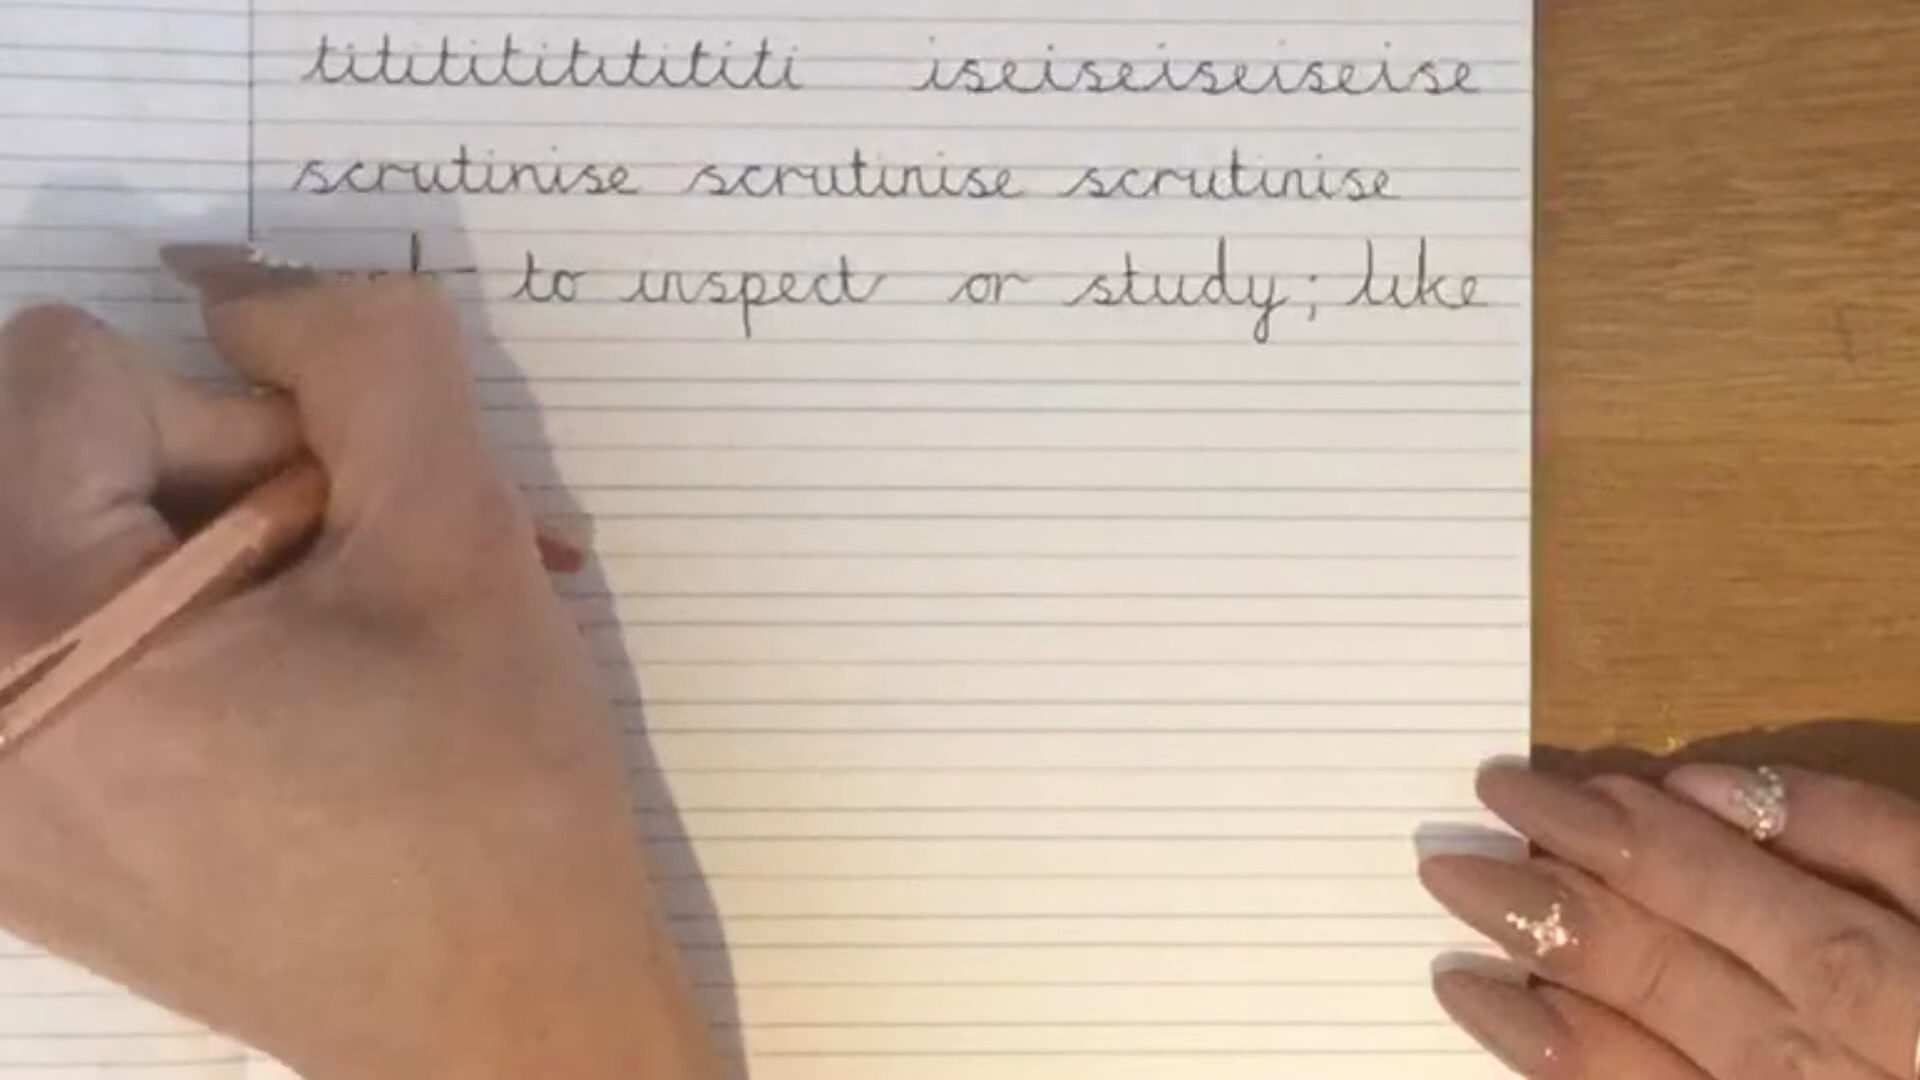 titititititititi iseiseiseiseise
scrutinise scrutinise scrutinise
to inspect or study; like